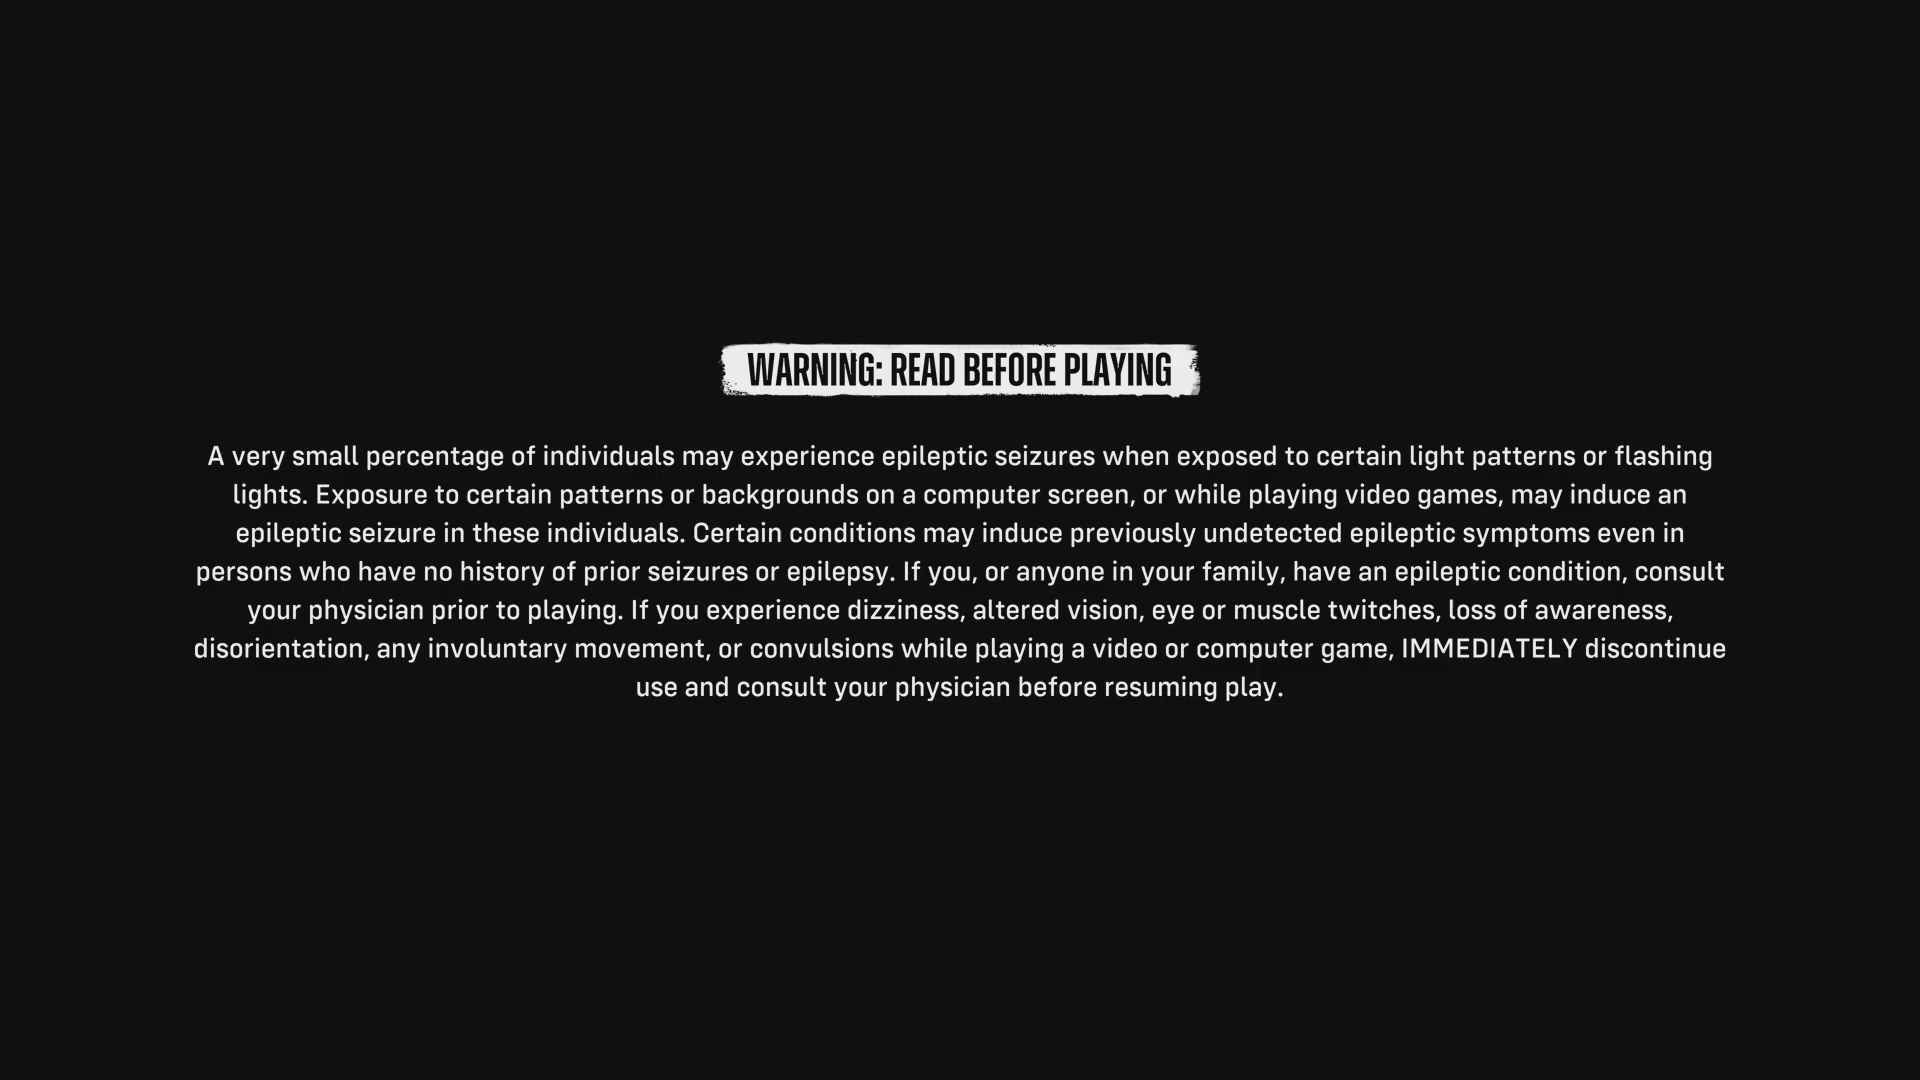 WARNING: READ BEFORE PLAYING
A very small percentage of individuals may experience epileptic seizures when exposed to certain light patterns or flashing
lights. Exposure to certain patterns or backgrounds on a computer screen, or while playing video games, may induce an
epileptic seizure in these individuals. Certain conditions may induce previously undetected epileptic symptoms even in
persons who have no history of prior seizures or epilepsy. If you, or anyone in your family, have an epileptic condition, consult
your physician prior to playing. If you experience dizziness, altered vision, eye or muscle twitches, loss of awareness,
disorientation, any involuntary movement, or convulsions while playing a video or computer game, IMMEDIATELY discontinue
use and consult your physician before resuming play.